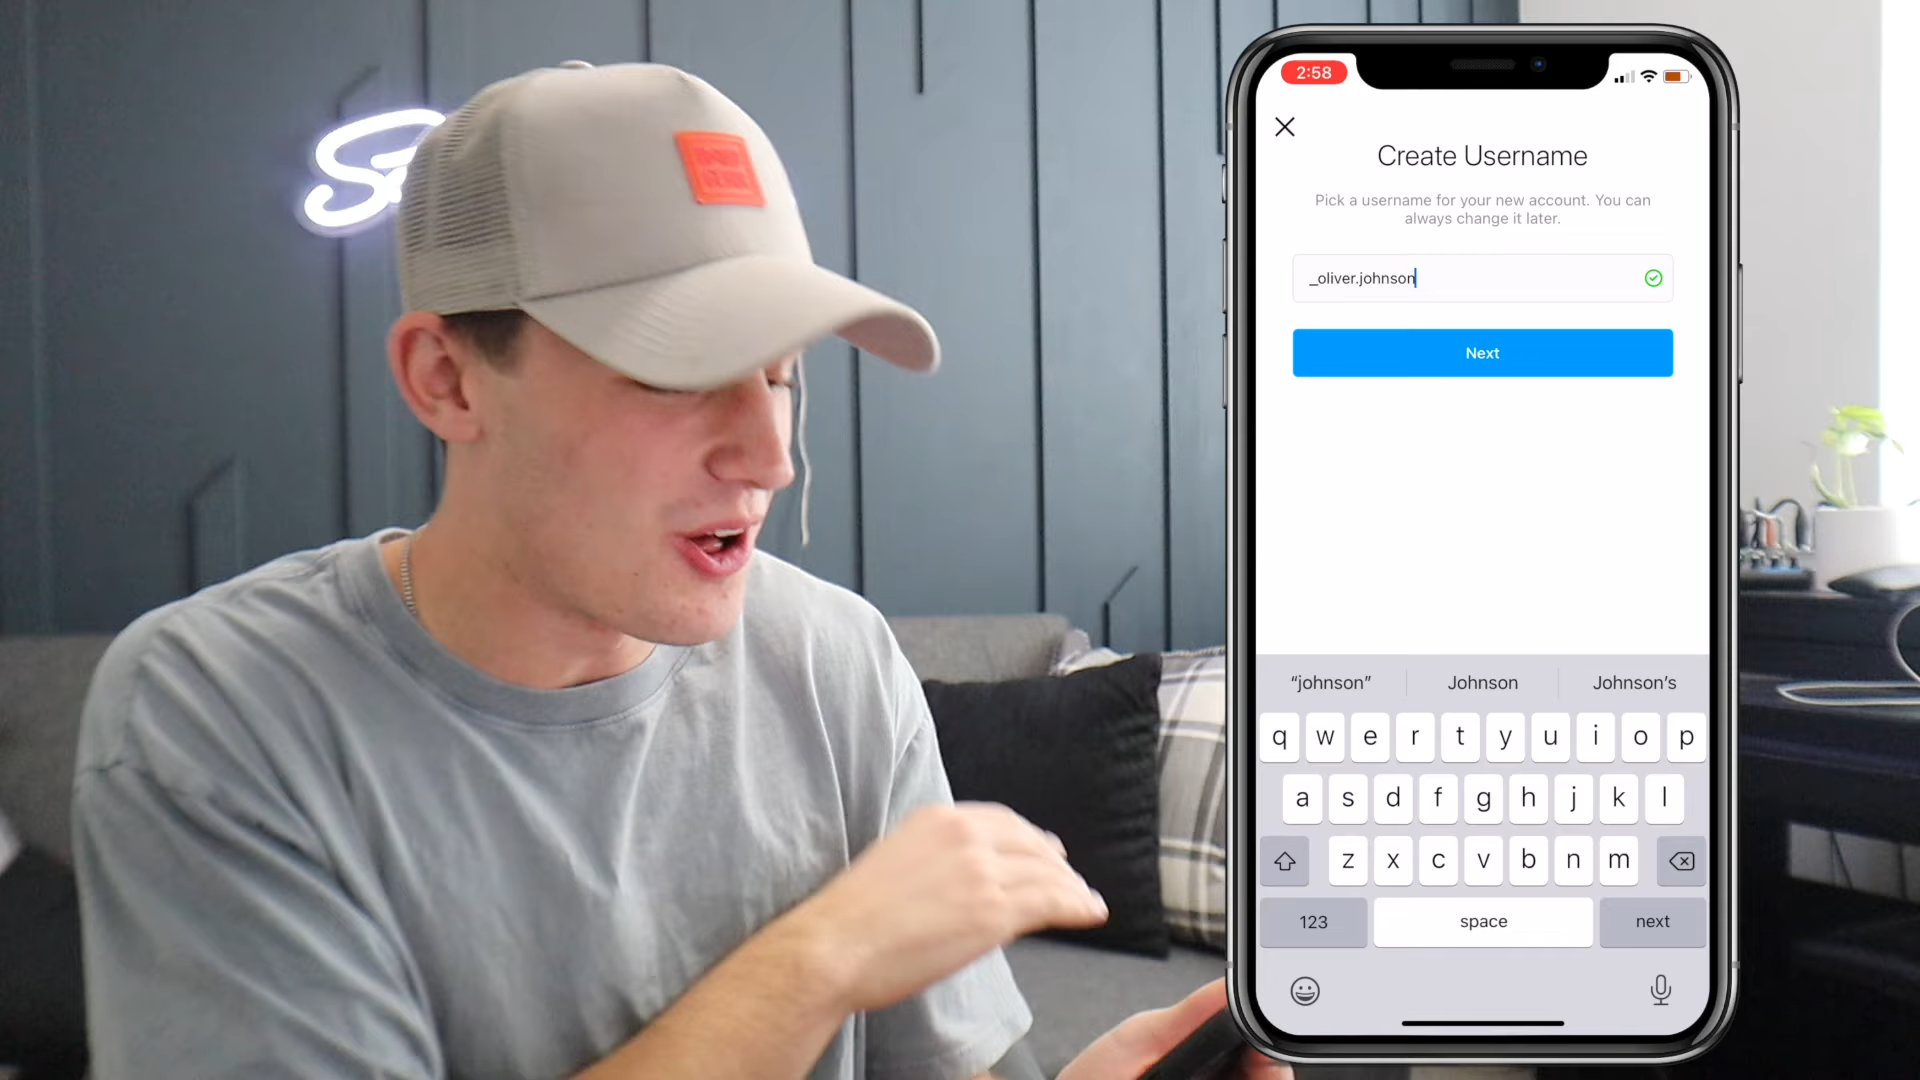 2:58
Create Username
Pick a username for your new account. You can
always change it later.
_oliver.johnson
Next
“johnson” Johnson Johnson's
q w e r t y u i o p
a s d f g h j k l
z x c v b n m
123 space next